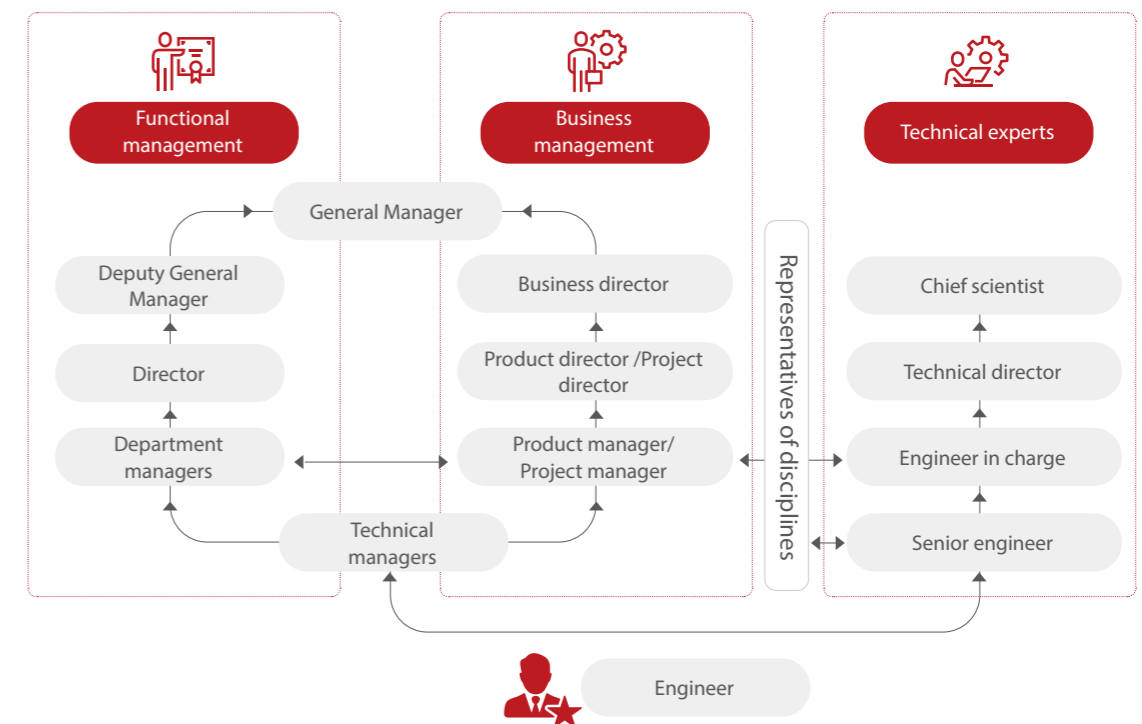 Functional
management
Business
management
Technical experts
General Manager
Deputy General
Manager
Business director
Chief scientist
Director
Product director /Project
director
Technical director
Department
managers
Product manager/
Project manager
Representatives of disciplines
Engineer in charge
Technical
managers
Senior engineer
Engineer